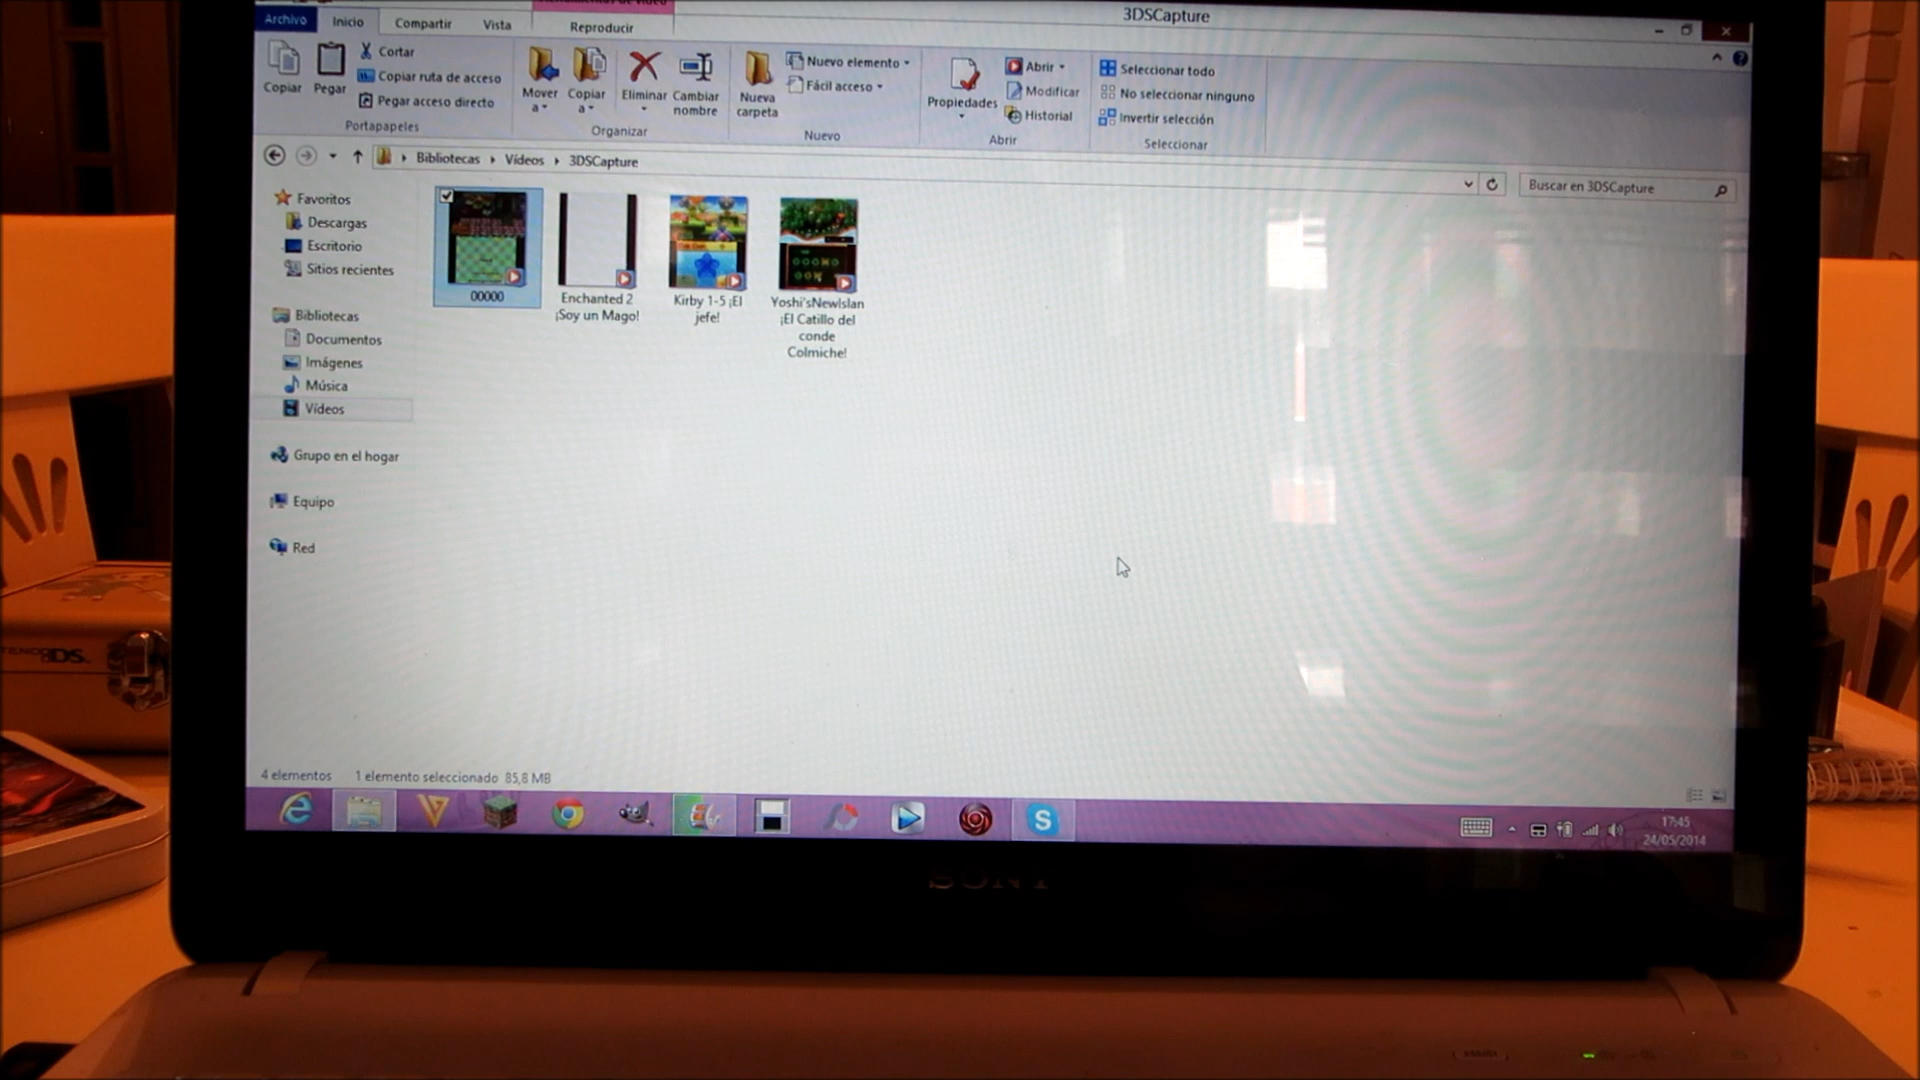 3DSCapture
Archivo
Inicio
Compartir
Vista
Reproducir
Copiar
Pegar
Cortar
Copiar ruta de acceso
Pegar acceso directo
Portapapeles
Mover
a
Copiar
a
Eliminar
Cambiar
nombre
Organizar
Nueva
carpeta
Nuevo elemento
Fácil acceso
Nuevo
Propiedades
Abrir
Modificar
Historial
Abrir
Seleccionar todo
No seleccionar ninguno
Invertir selección
Seleccionar
Bibliotecas
Vídeos
3DSCapture
Buscar en 3DSCapture
Favoritos
Descargas
Escritorio
Sitios recientes
Bibliotecas
Documentos
Imágenes
Música
Vídeos
Grupo en el hogar
Equipo
Red
00000
Enchanted 2
¡Soy un Mago!
Kirby 1-5 ¡El
jefe!
Yoshi'sNewIslan
¡El Catillo del
conde
Colmiche!
4 elementos
1 elemento seleccionado 85,8 MB
17:45
24/05/2014
SONY
DS